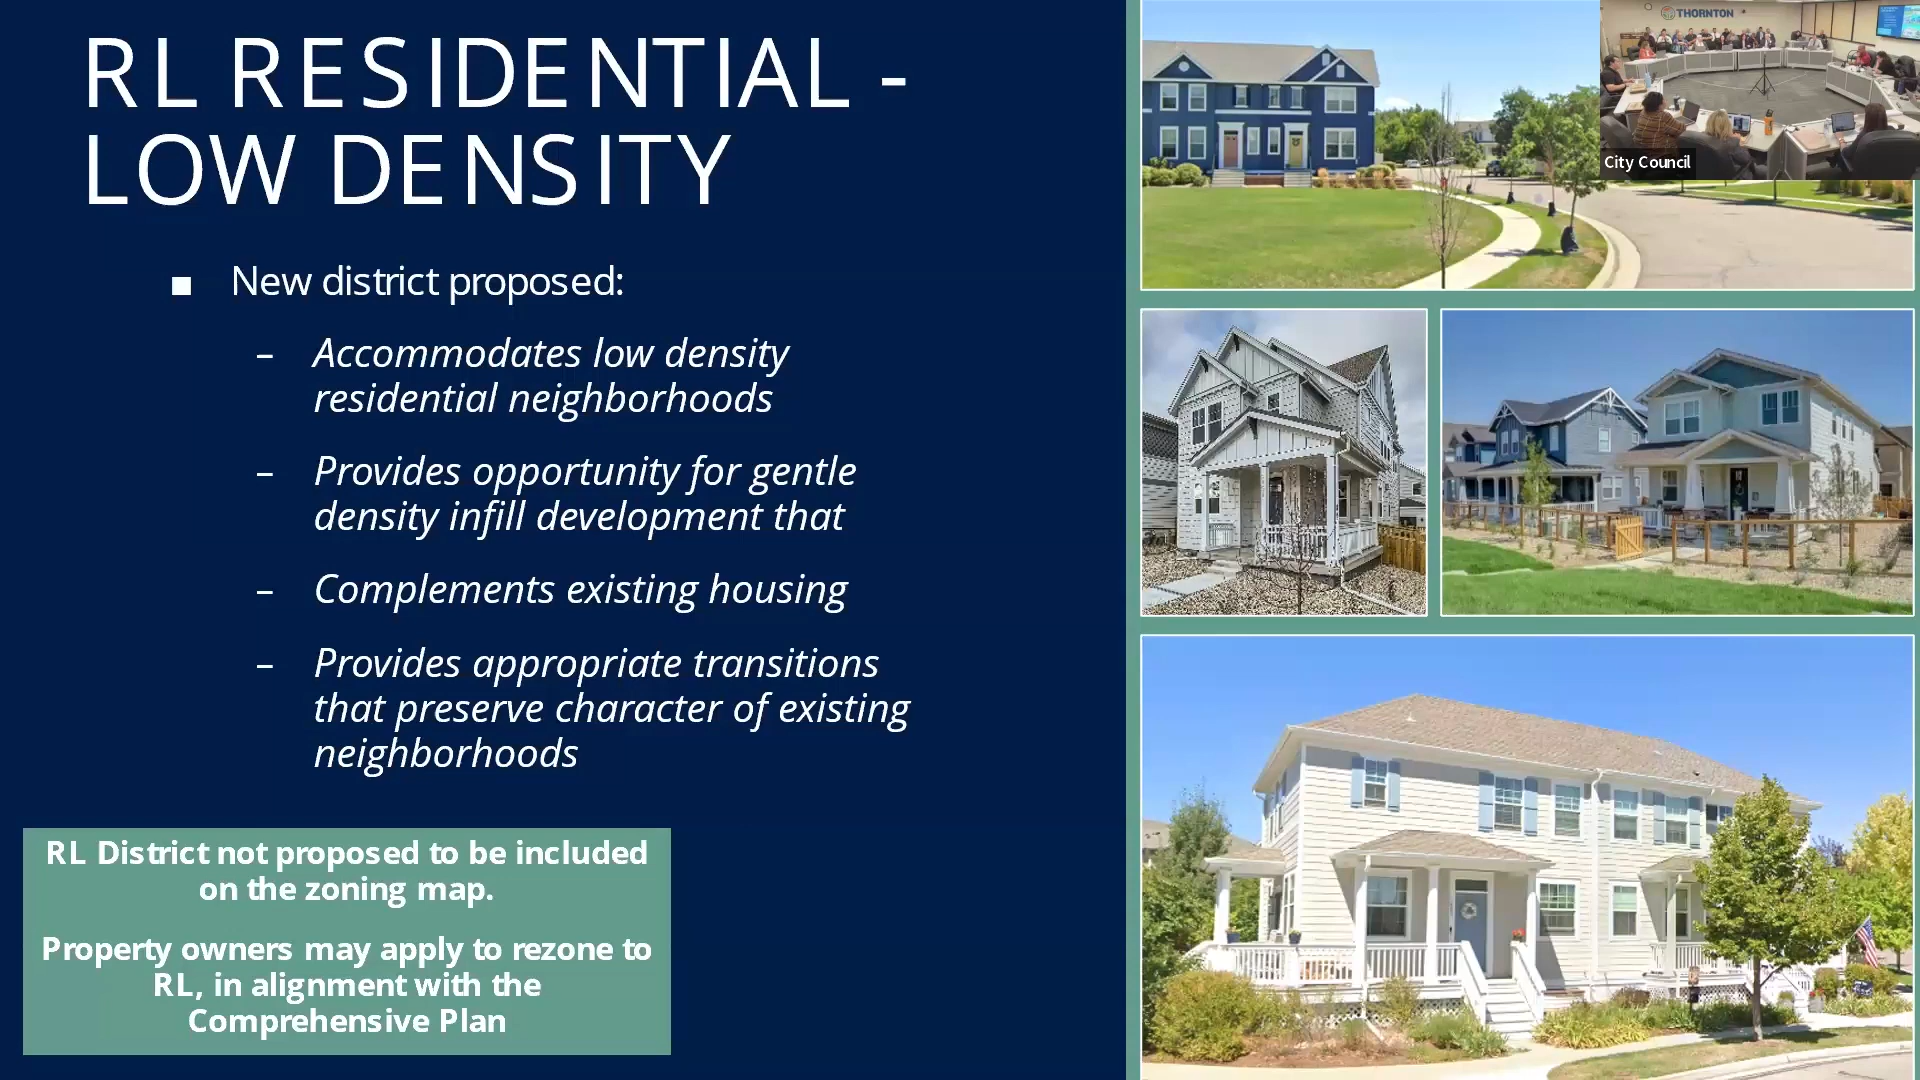 RL RESIDENTIAL -
LOW DENSITY
■ New district proposed:
– Accommodates low density
residential neighborhoods
– Provides opportunity for gentle
density infill development that
– Complements existing housing
– Provides appropriate transitions
that preserve character of existing
neighborhoods
RL District not proposed to be included
on the zoning map.
Property owners may apply to rezone to
RL, in alignment with the
Comprehensive Plan
THORNTON
City Council